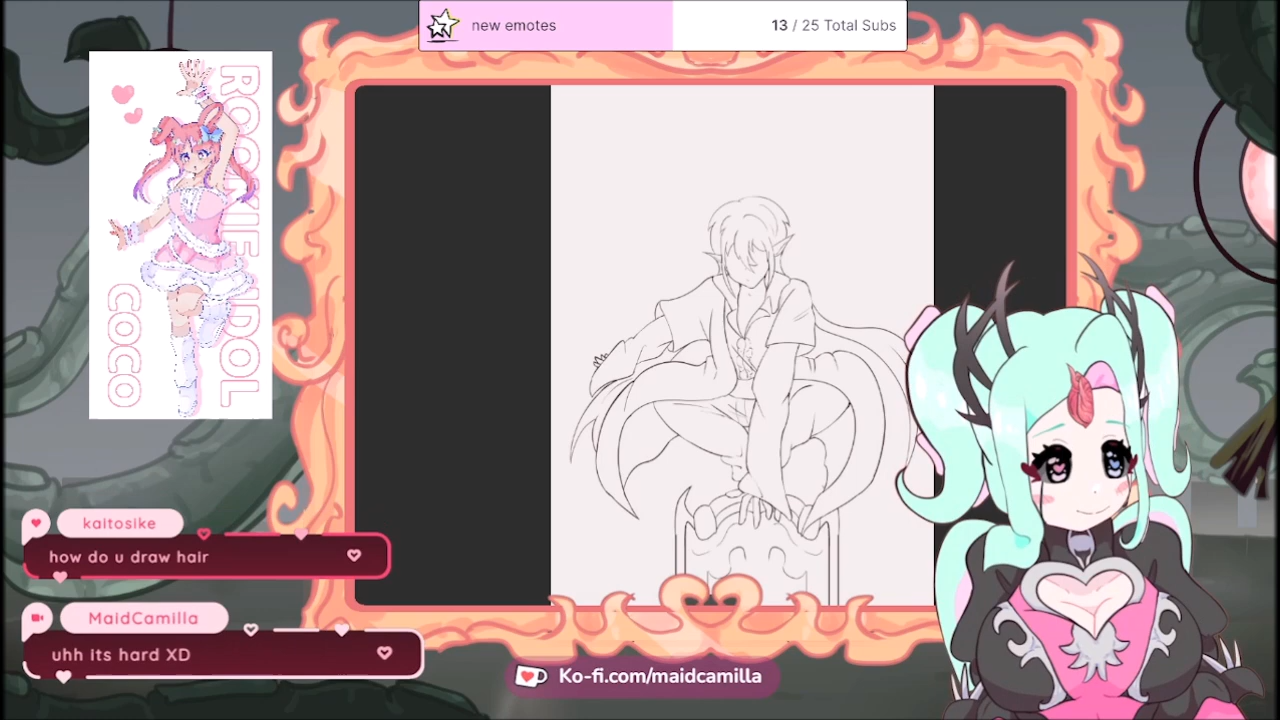 new emotes
13 / 25 Total Subs
ROOKIE IDOL
COCO
kaitosike
how do u draw hair
MaidCamilla
uhh its hard XD
Ko-fi.com/maidcamilla